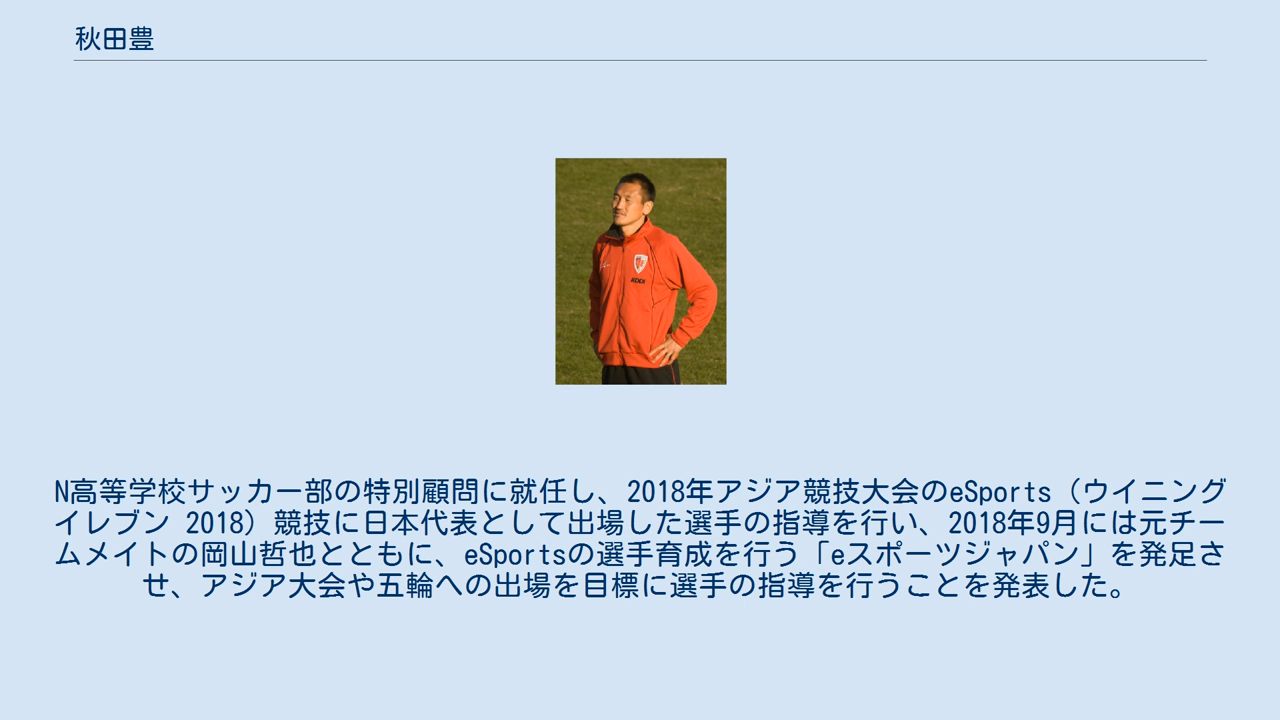 秋田豊
KDDI
N高等学校サッカー部の特別顧問に就任し、2018年アジア競技大会のeSports（ウイニング
イレブン 2018）競技に日本代表として出場した選手の指導を行い、2018年9月には元チー
ムメイトの岡山哲也とともに、eSportsの選手育成を行う「eスポーツジャパン」を発足さ
せ、アジア大会や五輪への出場を目標に選手の指導を行うことを発表した。